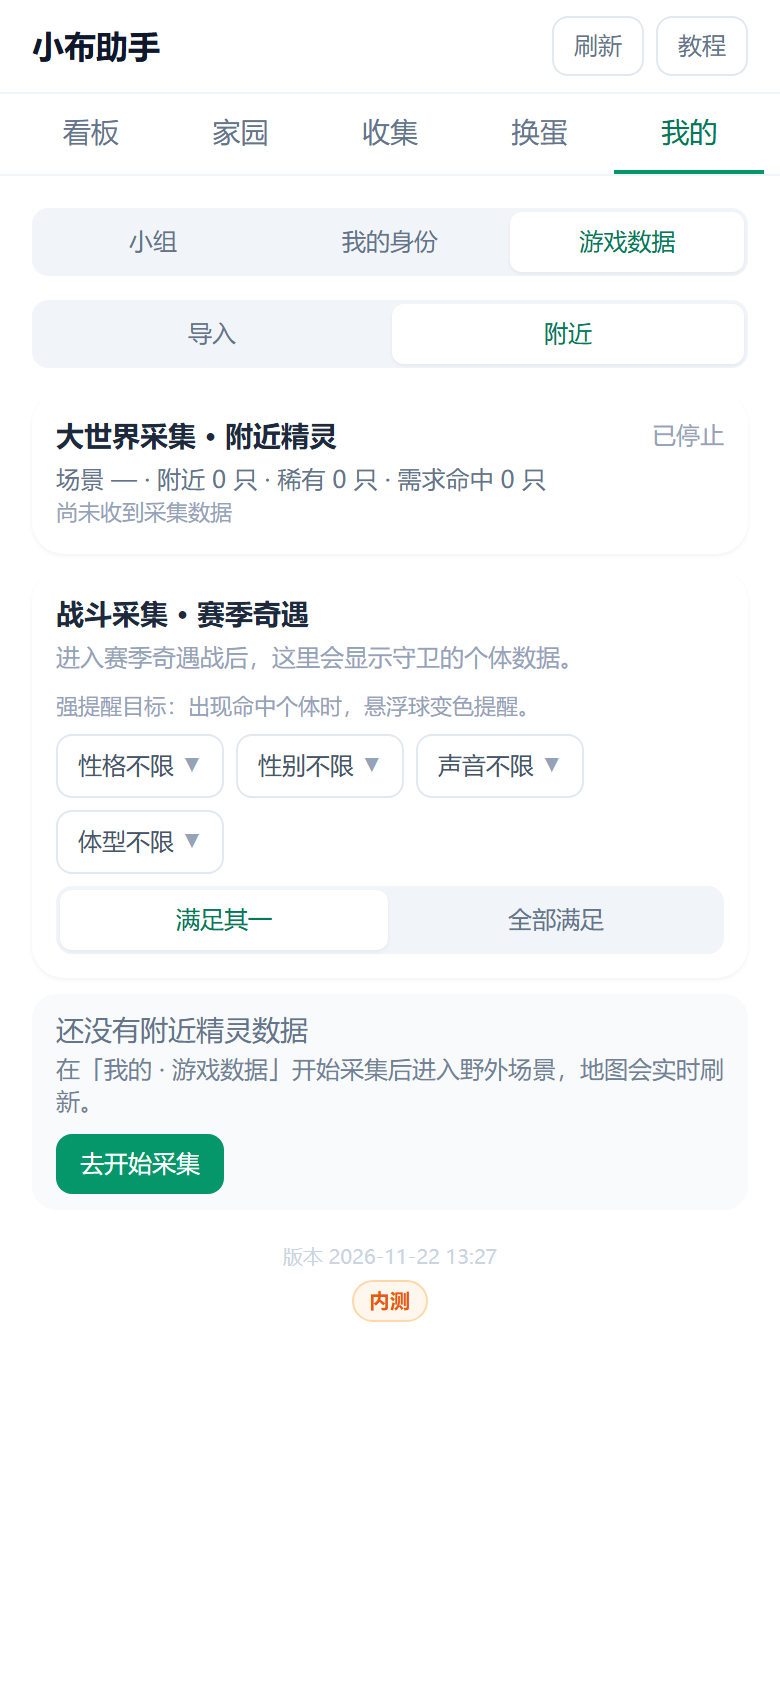 小布助手
刷新
教程
看板
家园
收集
换蛋
我的
小组
我的身份
游戏数据
导入
附近
大世界采集 · 附近精灵
已停止
场景 — · 附近 0 只 · 稀有 0 只 · 需求命中 0 只
尚未收到采集数据
战斗采集 · 赛季奇遇
进入赛季奇遇战后，这里会显示守卫的个体数据。
强提醒目标：出现命中个体时，悬浮球变色提醒。
性格不限 ▼
性别不限 ▼
声音不限 ▼
体型不限 ▼
满足其一
全部满足
还没有附近精灵数据
在「我的 · 游戏数据」开始采集后进入野外场景，地图会实时刷
新。
去开始采集
版本 2026-11-22 13:27
内测